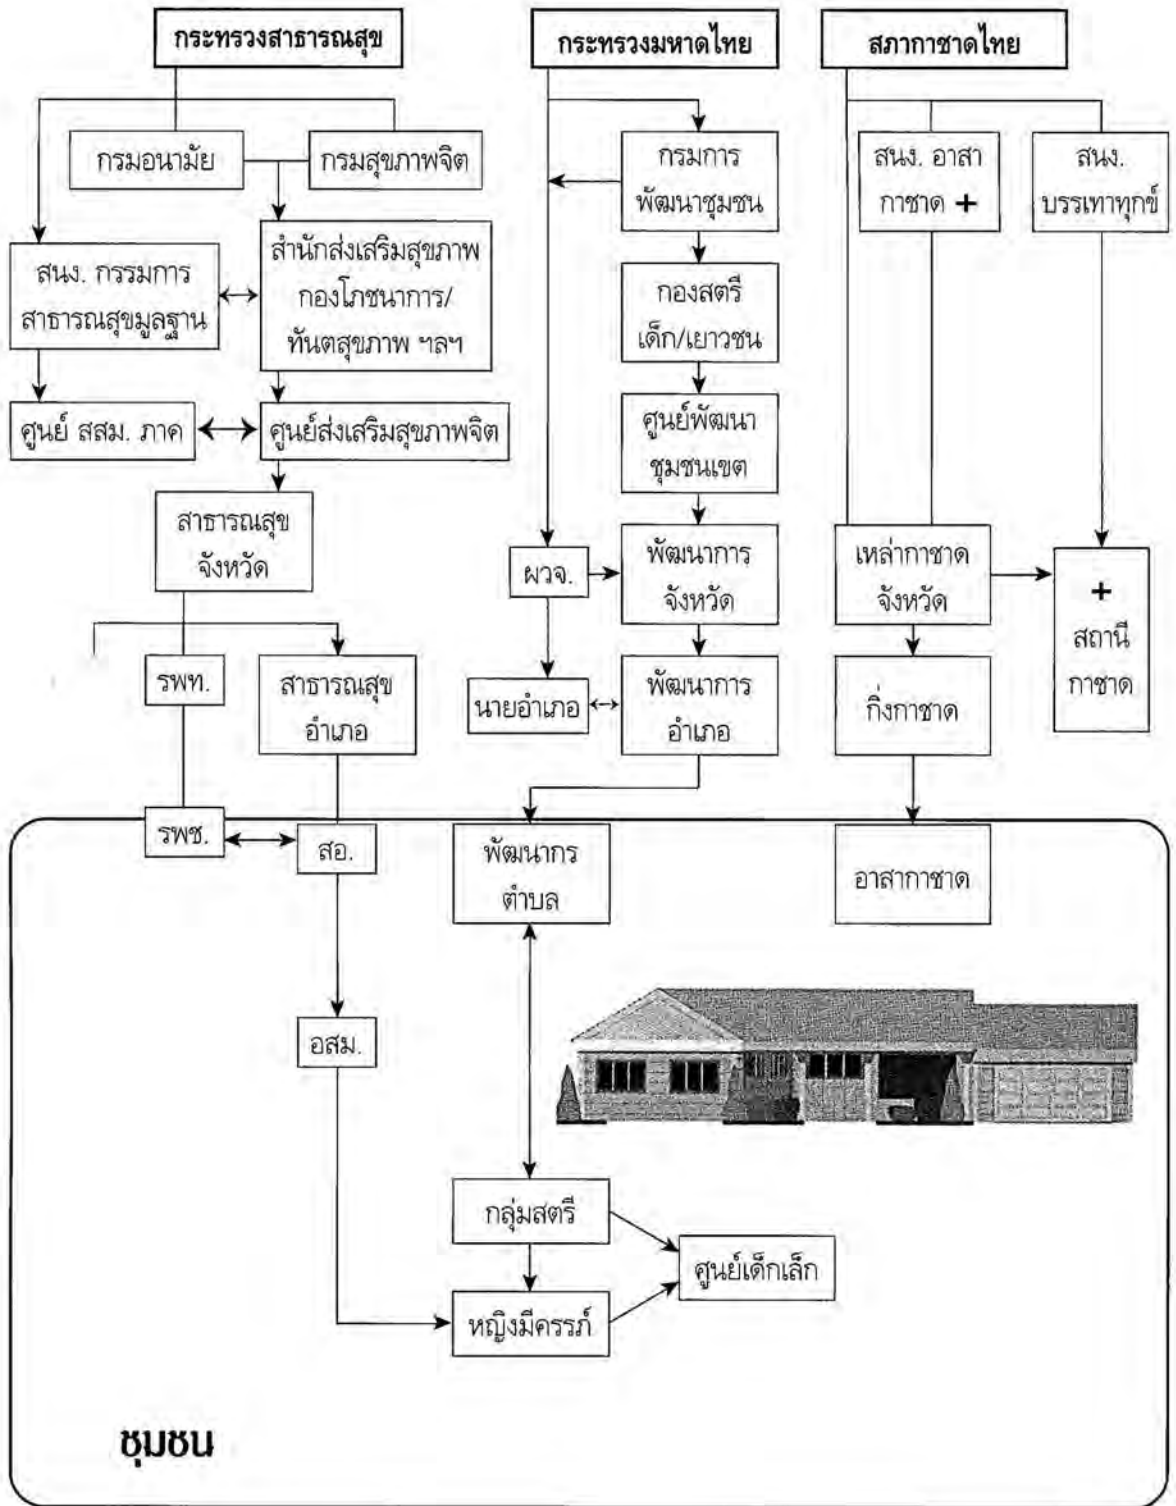 กระทรวงสาธารณสุข
กระทรวงมหาดไทย
สภากาชาดไทย
กรมอนามัย
กรมสุขภาพจิต
กรมการ
พัฒนาชุมชน
สนง. อาสา
กาชาด +
สนง.
บรรเทาทุกข์
สนง. กรรมการ
สาธารณสุขมูลฐาน
สำนักส่งเสริมสุขภาพ
กองโภชนาการ/
ทันตสุขภาพ ฯลฯ
กองสตรี
เด็ก/เยาวชน
ศูนย์ สสม. ภาค
ศูนย์ส่งเสริมสุขภาพจิต
ศูนย์พัฒนา
ชุมชนเขต
สาธารณสุข
จังหวัด
ผวจ.
พัฒนาการ
จังหวัด
เหล่ากาชาด
จังหวัด
+
สถานี
กาชาด
รพท.
สาธารณสุข
อำเภอ
นายอำเภอ
พัฒนาการ
อำเภอ
กิ่งกาชาด
รพช.
สอ.
พัฒนากร
ตำบล
อาสากาชาด
อสม.
กลุ่มสตรี
ศูนย์เด็กเล็ก
หญิงมีครรภ์
ชุมชน